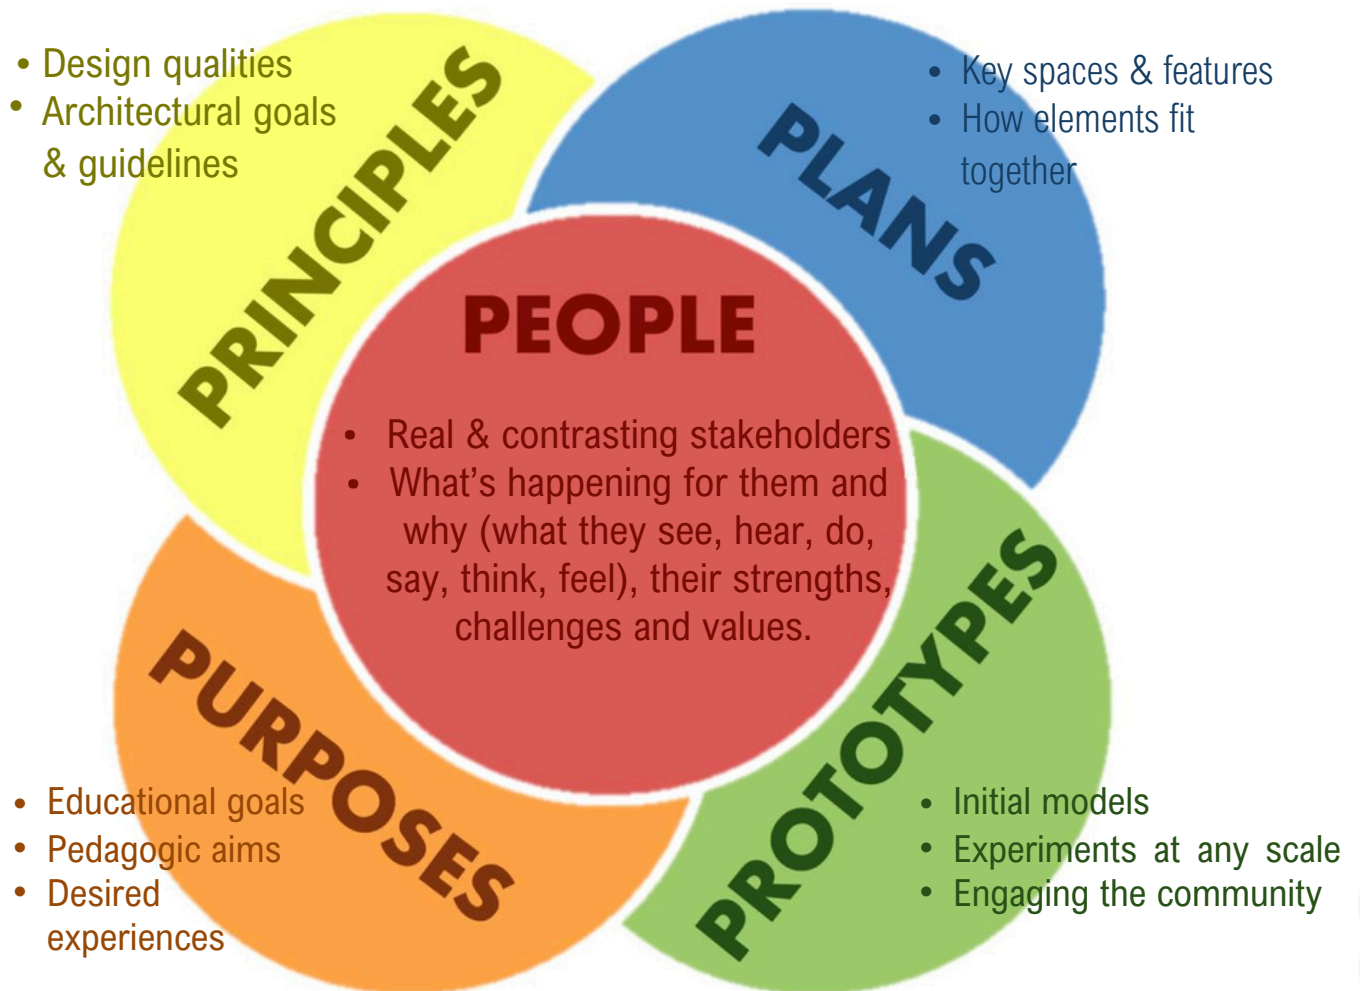 PRINCIPLES
• Design qualities
• Architectural goals
& guidelines
PLANS
• Key spaces & features
• How elements fit
together
PEOPLE
• Real & contrasting stakeholders
• What’s happening for them and
why (what they see, hear, do,
say, think, feel), their strengths,
challenges and values.
PURPOSES
• Educational goals
• Pedagogic aims
• Desired
experiences
PROTOTYPES
• Initial models
• Experiments at any scale
• Engaging the community